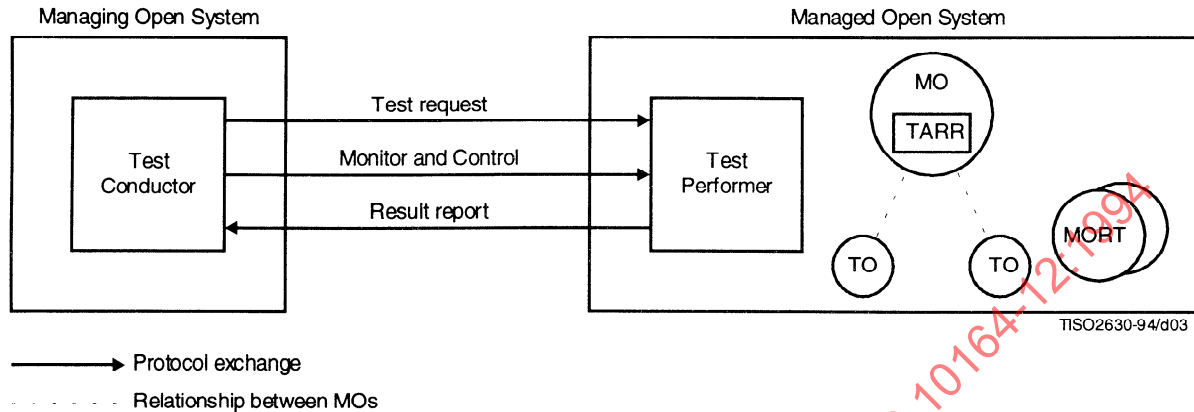 Managing Open System
Managed Open System
Test
Conductor
Test request
Monitor and Control
Result report
Test
Performer
MO
TARR
TO
TO
MORT
TISO2630-94/d03
Protocol exchange
Relationship between MOs
10164-12:1994